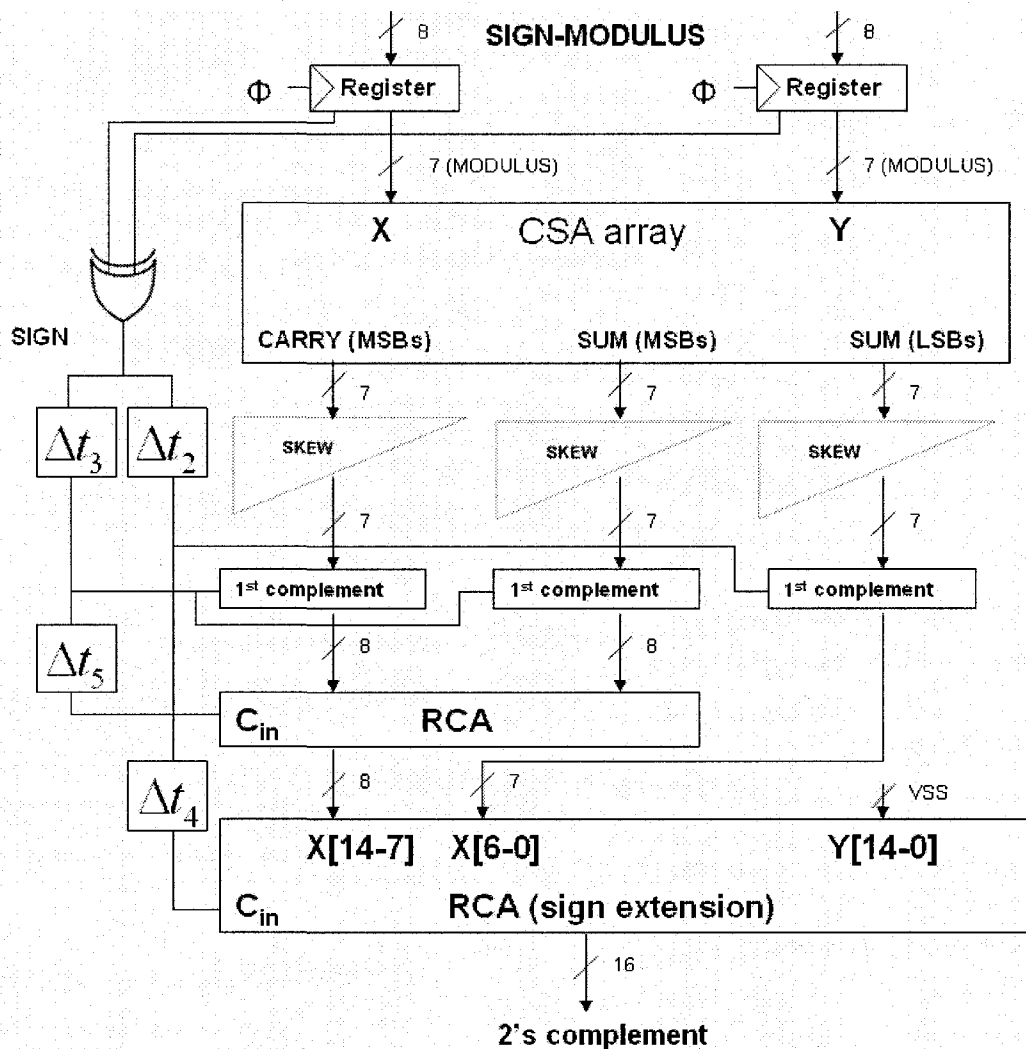 8 SIGN-MODULUS 8
Φ Register Φ Register
7 (MODULUS) 7 (MODULUS)
X CSA array Y
SIGN
CARRY (MSBs) SUM (MSBs) SUM (LSBs)
7 7 7
Δt3 Δt2 SKEW SKEW SKEW
7 7 7
1st complement 1st complement 1st complement
8 8
Δt5
Cin RCA
8 7 VSS
Δt4
X[14-7] X[6-0] Y[14-0]
Cin RCA (sign extension)
16
2's complement